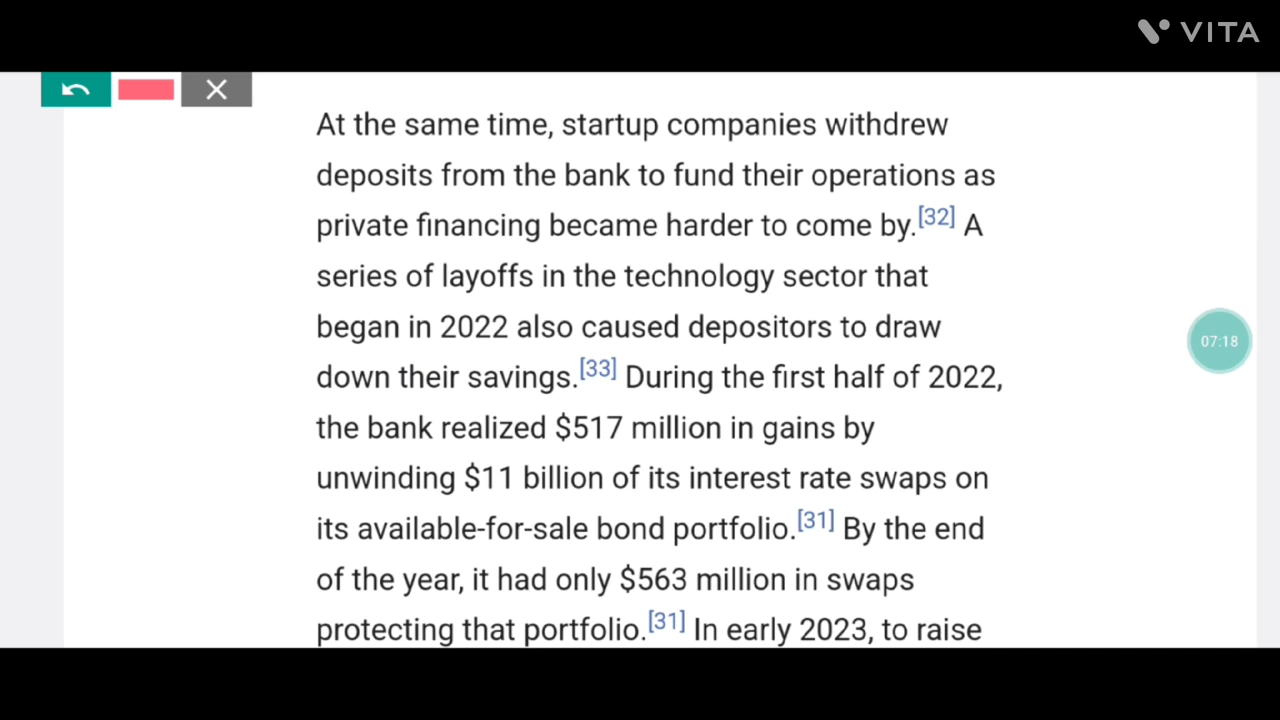 VITA
At the same time, startup companies withdrew
deposits from the bank to fund their operations as
private financing became harder to come by.[32] A
series of layoffs in the technology sector that
began in 2022 also caused depositors to draw
07:18
down their savings.[33] During the first half of 2022,
the bank realized $517 million in gains by
unwinding $11 billion of its interest rate swaps on
its available-for-sale bond portfolio.[31] By the end
of the year, it had only $563 million in swaps
protecting that portfolio.[31] In early 2023, to raise